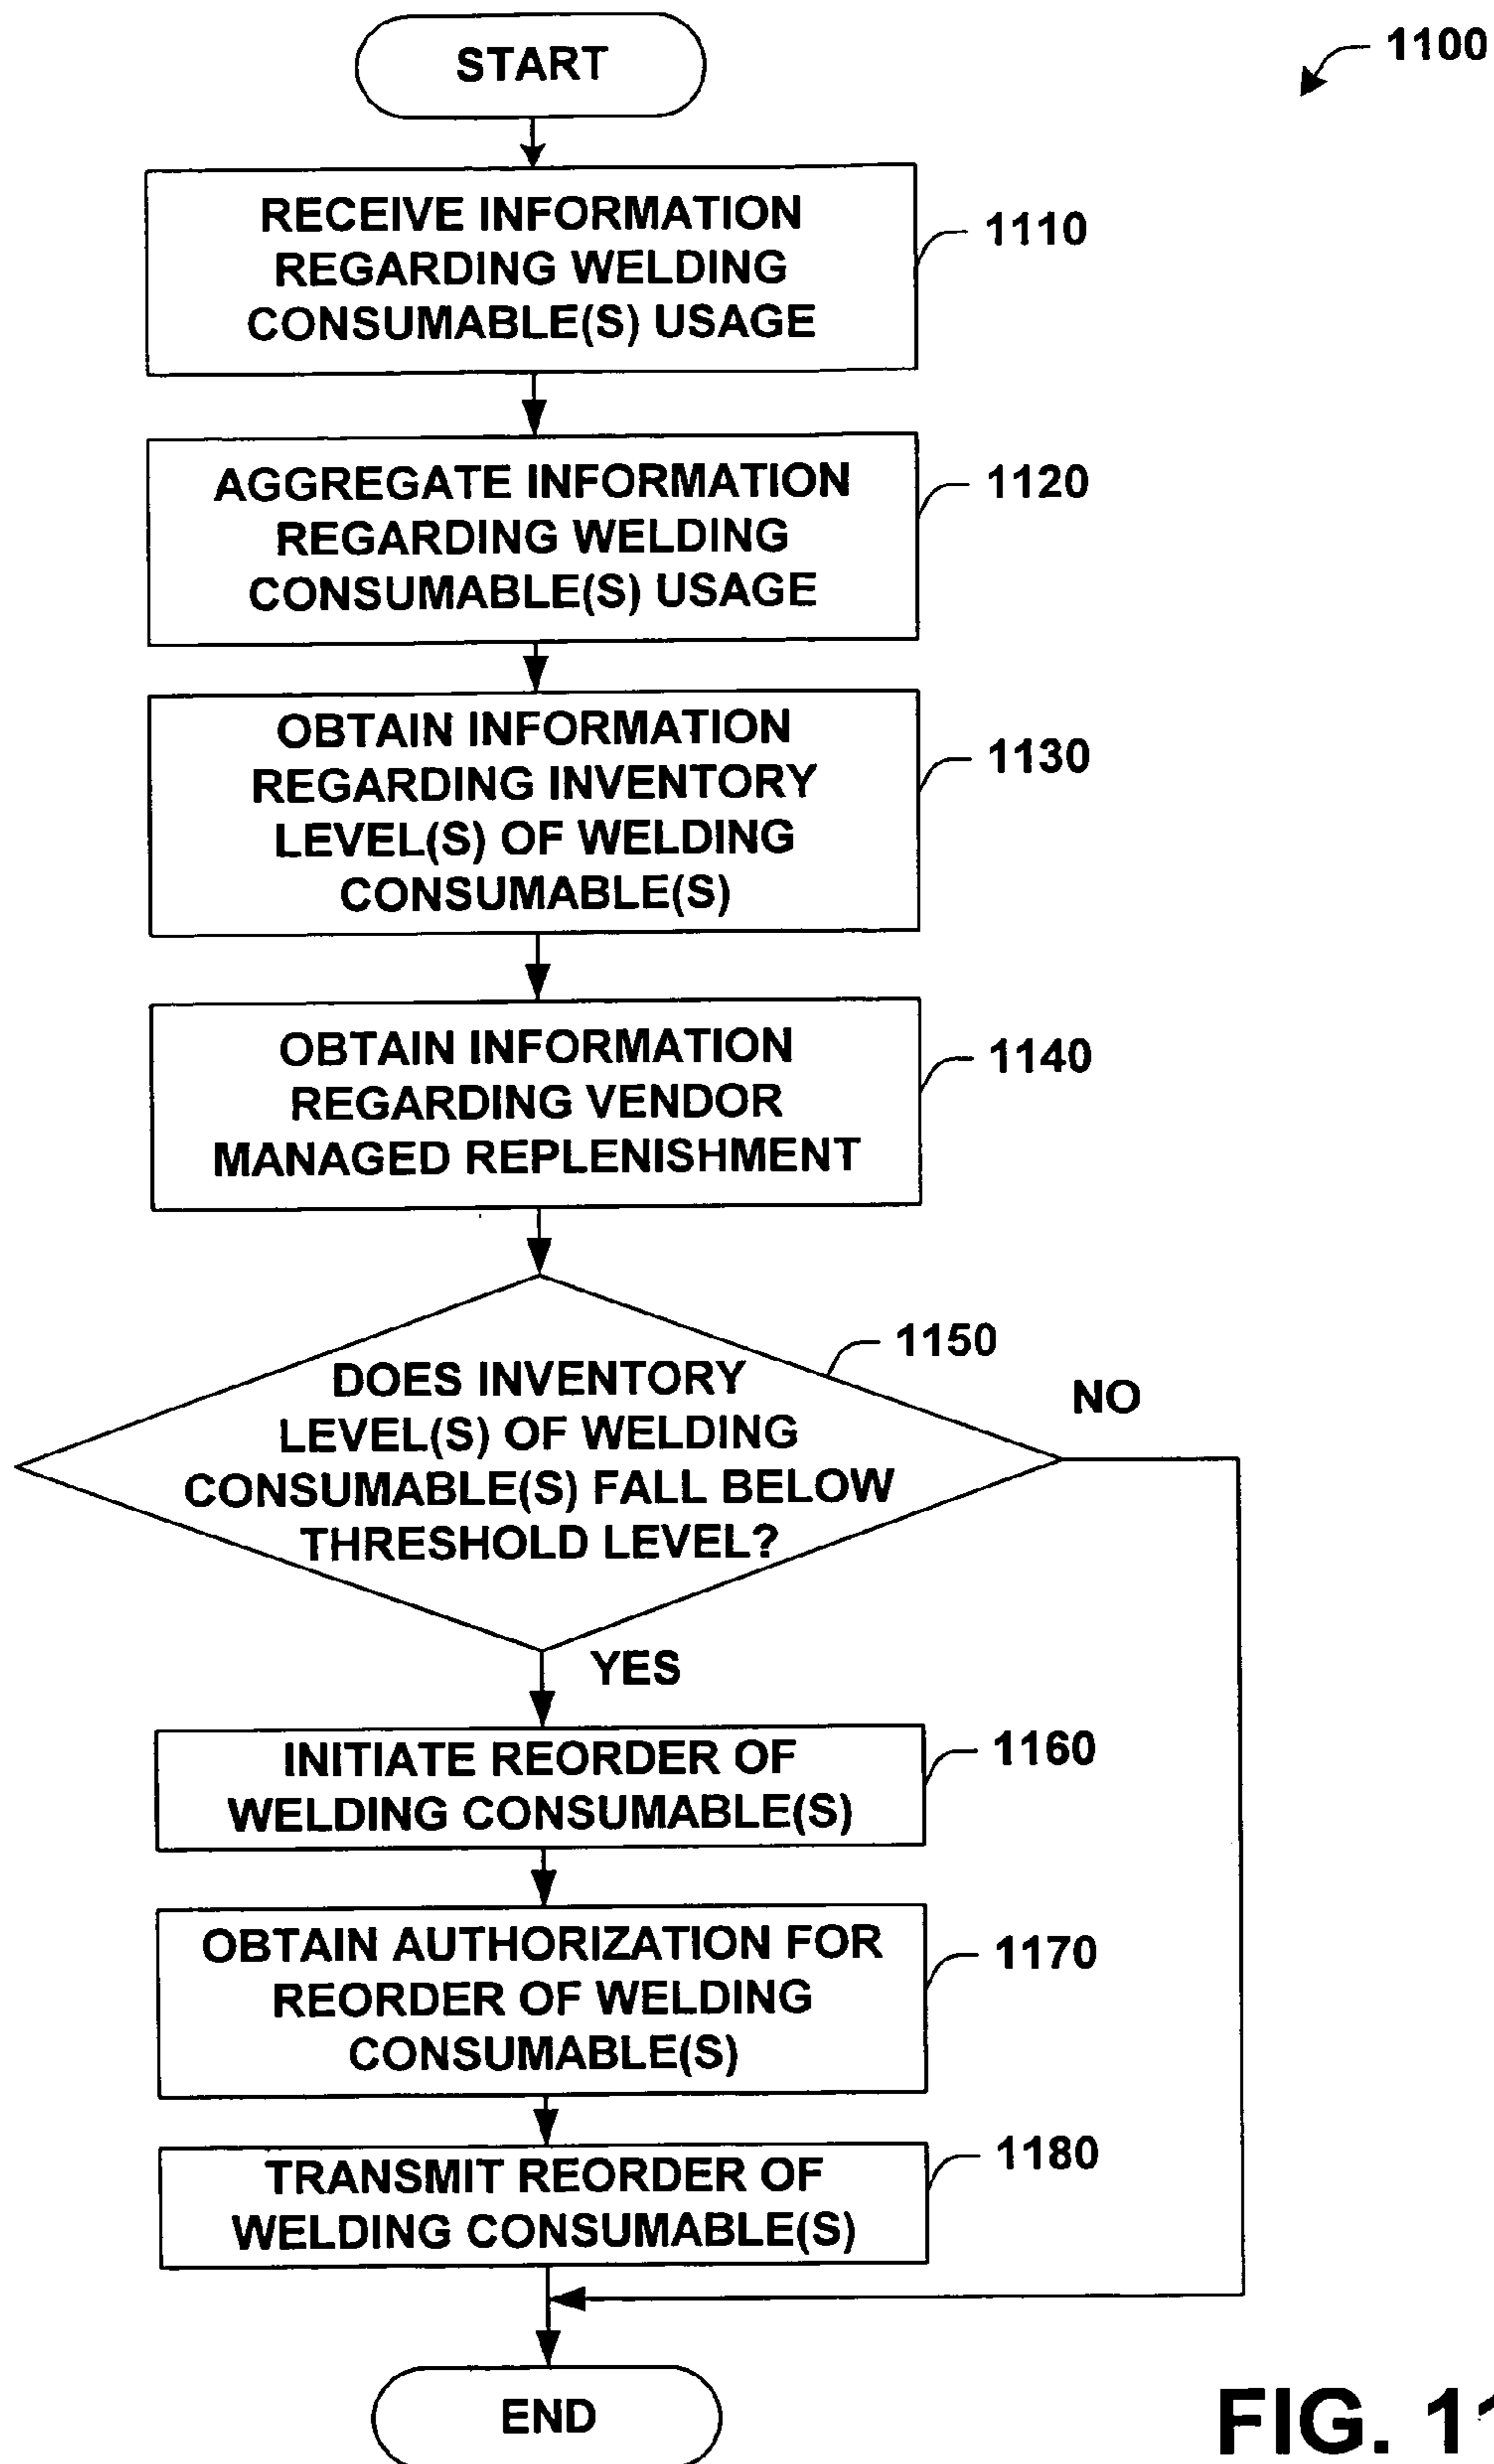 START
1100
RECEIVE INFORMATION
REGARDING WELDING
CONSUMABLE(S) USAGE
1110
AGGREGATE INFORMATION
REGARDING WELDING
CONSUMABLE(S) USAGE
1120
OBTAIN INFORMATION
REGARDING INVENTORY
LEVEL(S) OF WELDING
CONSUMABLE(S)
1130
OBTAIN INFORMATION
REGARDING VENDOR
MANAGED REPLENISHMENT
1140
DOES INVENTORY
LEVEL(S) OF WELDING
CONSUMABLE(S) FALL BELOW
THRESHOLD LEVEL?
1150
NO
YES
INITIATE REORDER OF
WELDING CONSUMABLE(S)
1160
OBTAIN AUTHORIZATION FOR
REORDER OF WELDING
CONSUMABLE(S)
1170
TRANSMIT REORDER OF
WELDING CONSUMABLE(S)
1180
END
FIG. 11